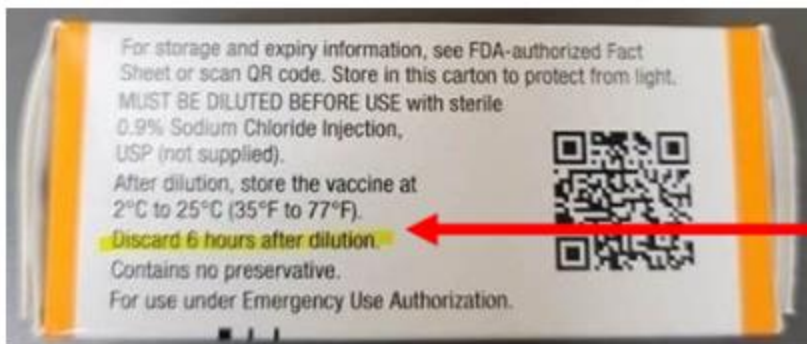 For storage and expiry information, see FDA-authorized Fact
Sheet or scan QR code. Store in this carton to protect from light.
MUST BE DILUTED BEFORE USE with sterile
0.9% Sodium Chloride Injection,
USP (not supplied).
After dilution, store the vaccine at
2°C to 25°C (35°F to 77°F).
Discard 6 hours after dilution.
Contains no preservative.
For use under Emergency Use Authorization.